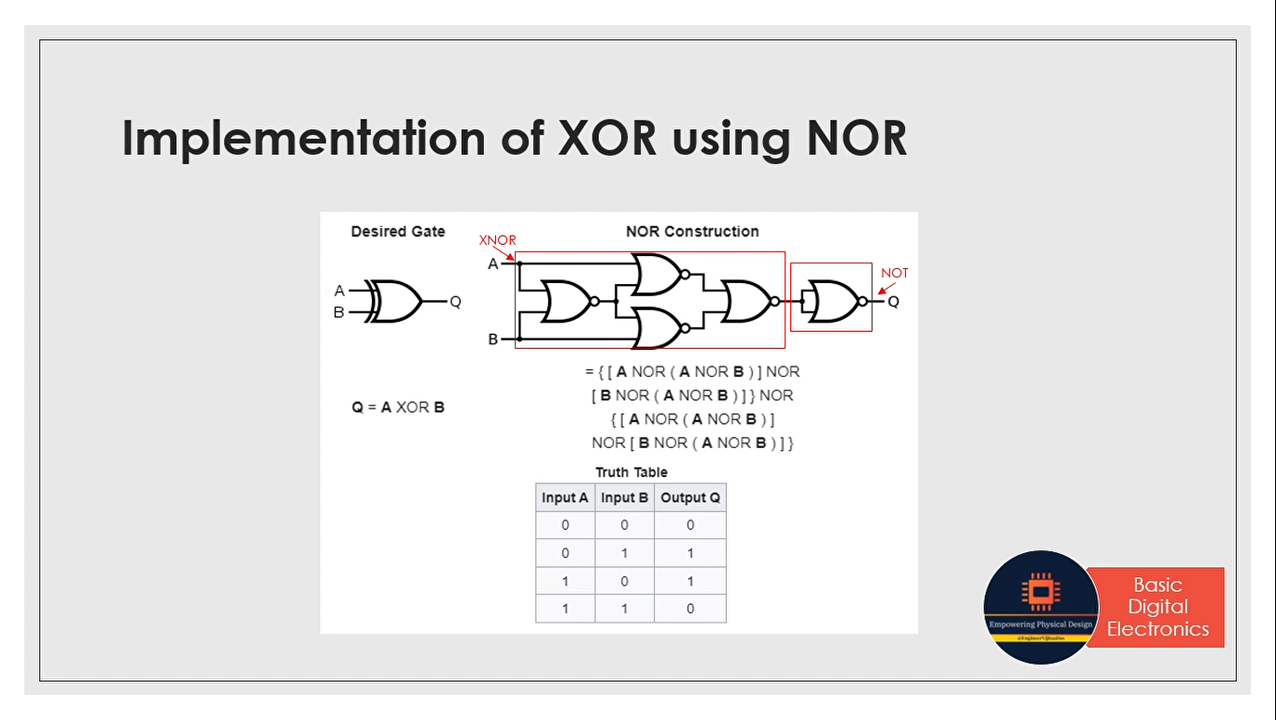 Implementation of XOR using NOR
Desired Gate
NOR Construction
XNOR
A
NOT
A
B
Q
Q
B
= { [ A NOR ( A NOR B ) ] NOR
[ B NOR ( A NOR B ) ] } NOR
Q = A XOR B
{ [ A NOR ( A NOR B ) ]
NOR [ B NOR ( A NOR B ) ] }
Truth Table
Input A Input B Output Q
0 0 0
0 1 1
1 0 1
1 1 0
Empowering Physical Design
Basic
Digital
Electronics